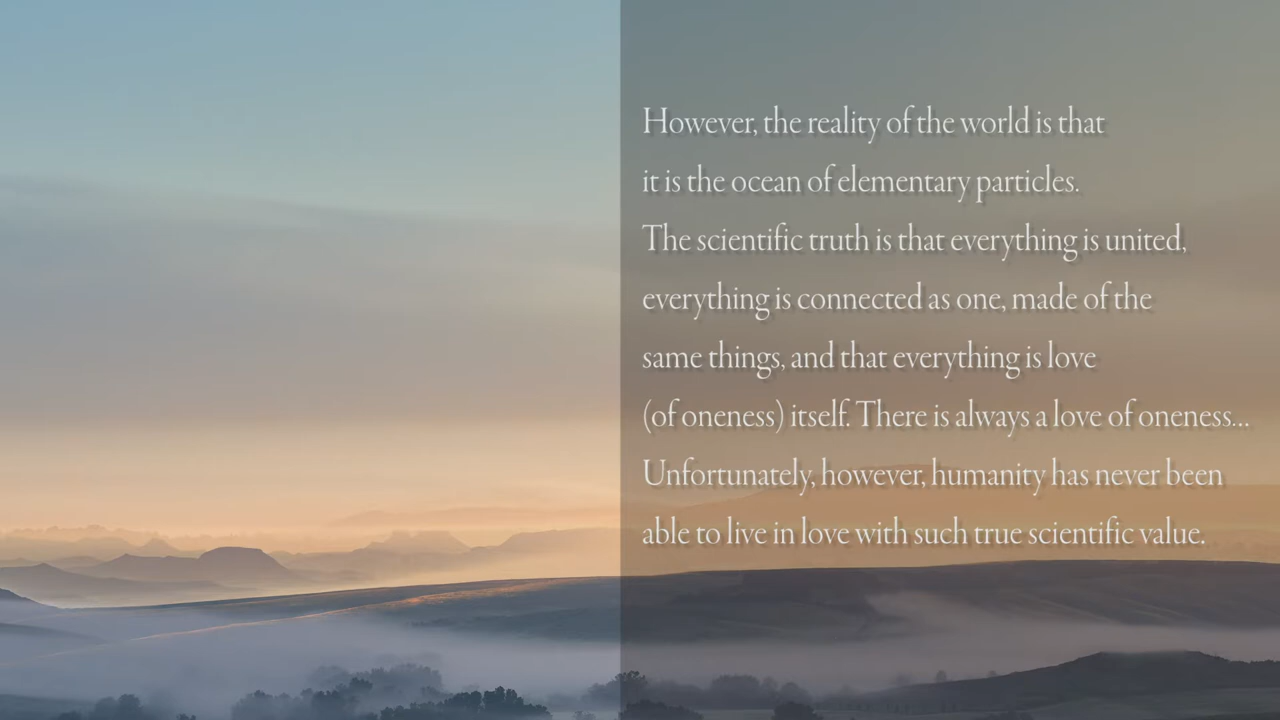 However, the reality of the world is that
it is the ocean of elementary particles.
The scientific truth is that everything is united,
everything is connected as one, made of the
same things, and that everything is love
(of oneness) itself. There is always a love of oneness...
Unfortunately, however, humanity has never been
able to live in love with such true scientific value.